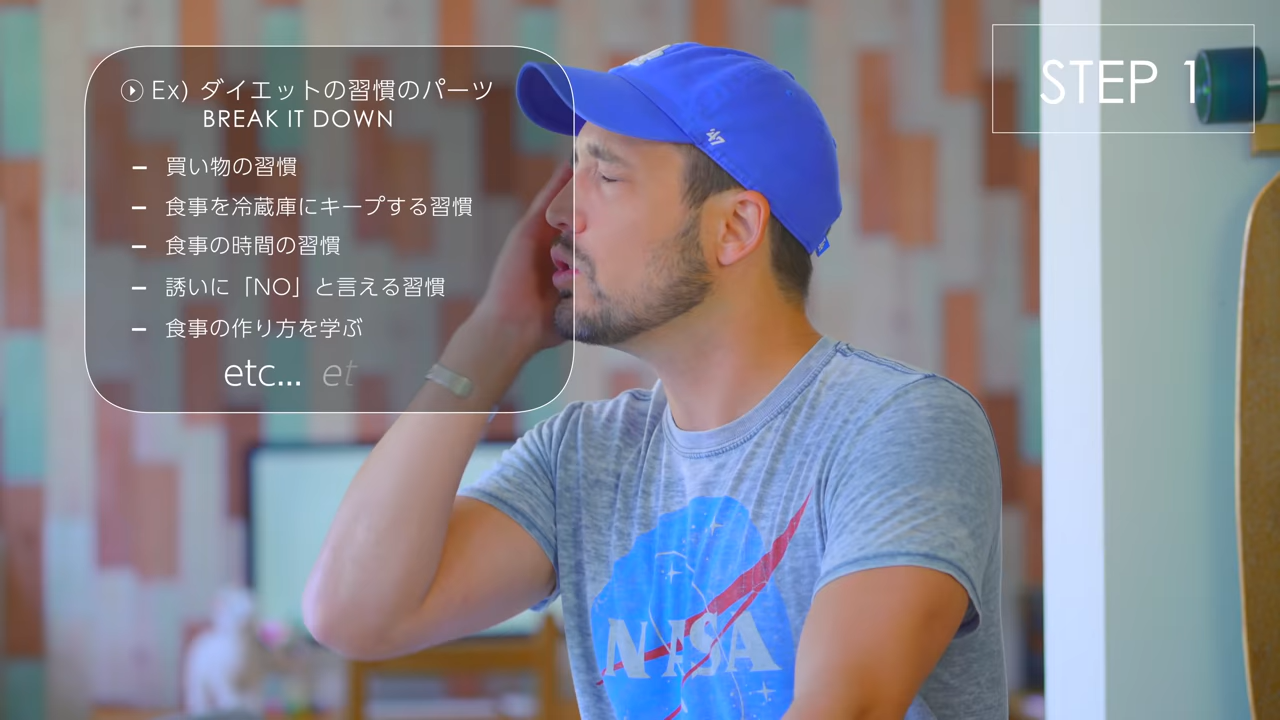 Ex) ダイエットの習慣のパーツ
BREAK IT DOWN
– 買い物の習慣
– 食事を冷蔵庫にキープする習慣
– 食事の時間の習慣
– 誘いに「NO」と言える習慣
– 食事の作り方を学ぶ
etc... et
STEP 1
'47
NASA